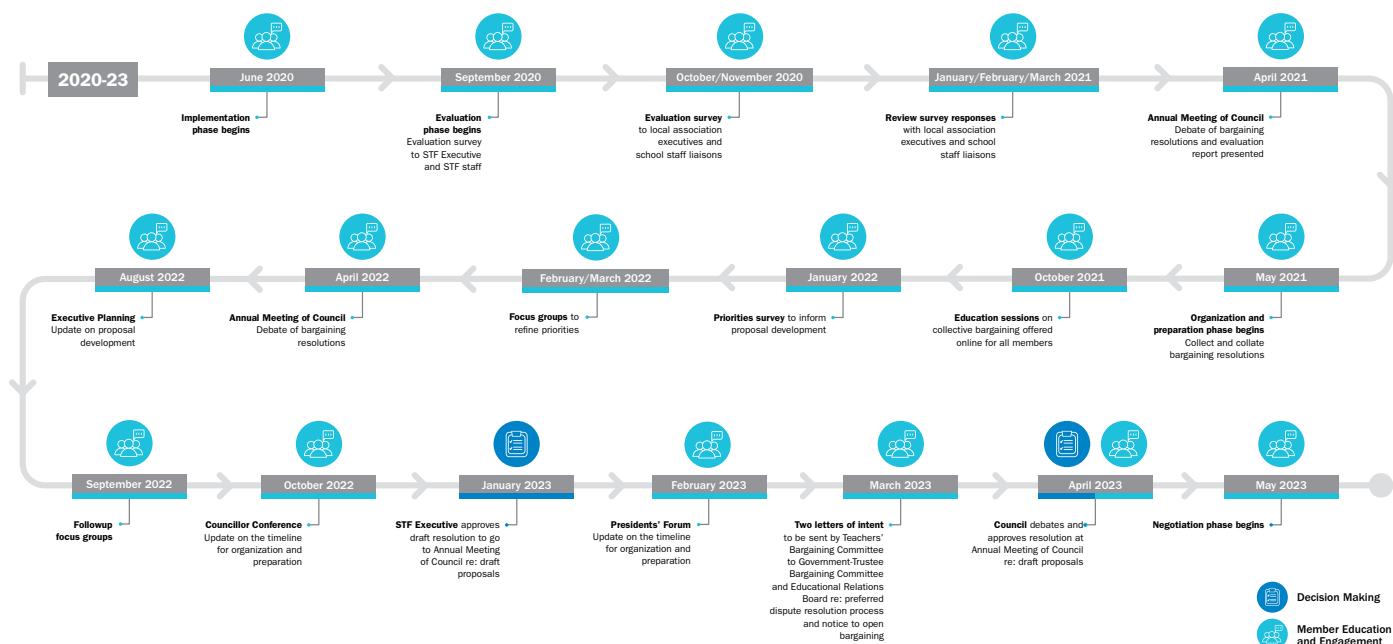 2020-23
June 2020
Implementation
phase begins
September 2020
Evaluation
phase begins
Evaluation survey
to STF Executive
and STF staff
October/November 2020
Evaluation survey
to local association
executives and
school staff liaisons
January/February/March 2021
Review survey responses
with local association
executives and school
staff liaisons
April 2021
Annual Meeting of Council
Debate of bargaining
resolutions and evaluation
report presented
May 2021
Organization and
preparation phase begins
Collect and collate
bargaining resolutions
October 2021
Education sessions on
collective bargaining offered
online for all members
January 2022
Priorities survey to inform
proposal development
February/March 2022
Focus groups to
refine priorities
April 2022
Annual Meeting of Council
Debate of bargaining
resolutions
August 2022
Executive Planning
Update on proposal
development
September 2022
Followup
focus groups
October 2022
Councillor Conference
Update on the timeline
for organization and
preparation
January 2023
STF Executive approves
draft resolution to go
to Annual Meeting
of Council re: draft
proposals
February 2023
Presidents' Forum
Update on the timeline
for organization and
preparation
March 2023
Two letters of intent
to be sent by Teachers'
Bargaining Committee
to Government-Trustee
Bargaining Committee
and Educational Relations
Board re: preferred
dispute resolution process
and notice to open
bargaining
April 2023
Council debates and
approves resolution at
Annual Meeting of Council
re: draft proposals
May 2023
Negotiation phase begins
Decision Making
Member Education
and Engagement